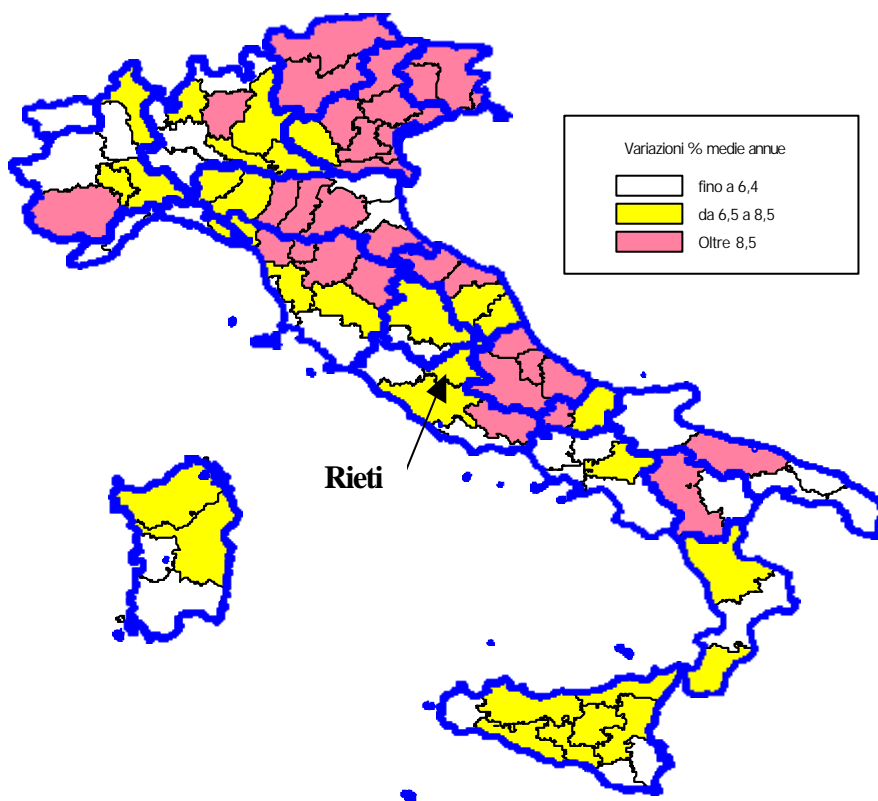 Variazioni % medie annue
fino a 6,4
da 6,5 a 8,5
Oltre 8,5
Rieti